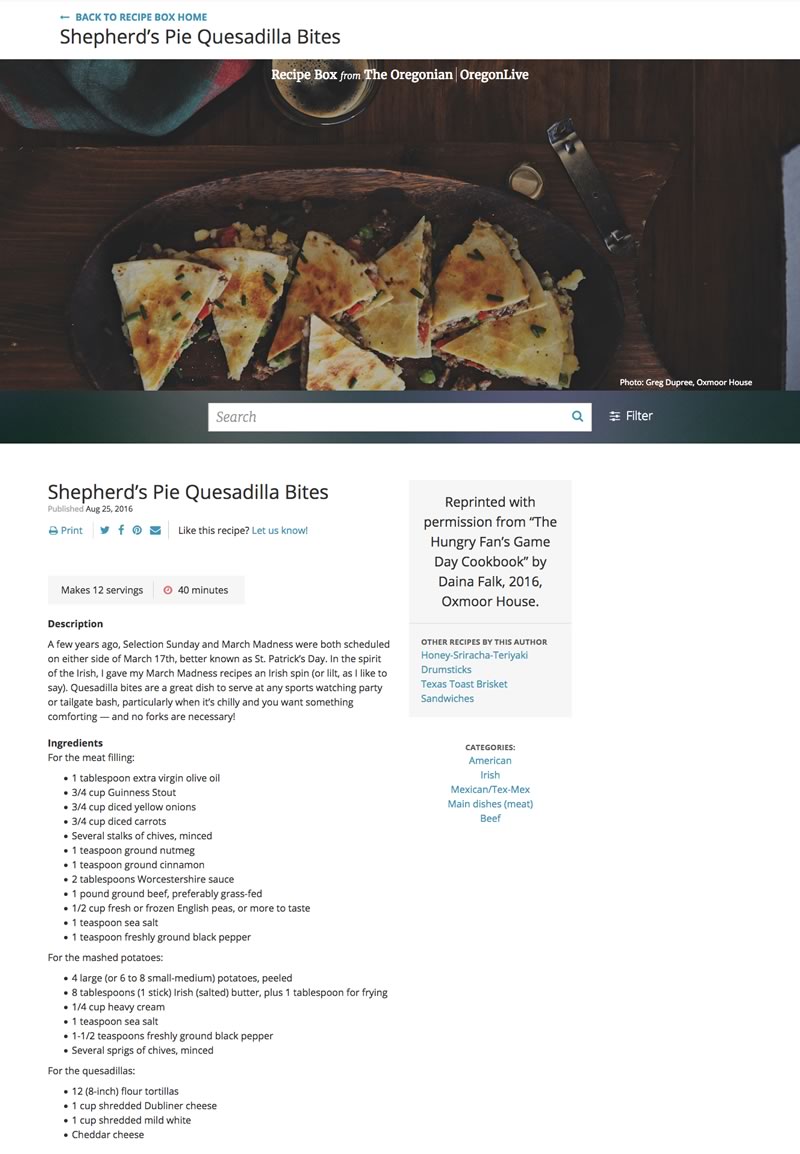 ← BACK TO RECIPE BOX HOME
Shepherd’s Pie Quesadilla Bites
Recipe Box from The Oregonian | OregonLive
Photo: Greg Dupree, Oxmoor House
Search
Filter
Shepherd’s Pie Quesadilla Bites
Published Aug 25, 2016
Print
Like this recipe? Let us know!
Makes 12 servings
40 minutes
Description
A few years ago, Selection Sunday and March Madness were both scheduled
on either side of March 17th, better known as St. Patrick’s Day. In the spirit
of the Irish, I gave my March Madness recipes an Irish spin (or lilt, as I like to
say). Quesadilla bites are a great dish to serve at any sports watching party
or tailgate bash, particularly when it’s chilly and you want something
comforting — and no forks are necessary!
Ingredients
For the meat filling:
• 1 tablespoon extra virgin olive oil
• 3/4 cup Guinness Stout
• 3/4 cup diced yellow onions
• 3/4 cup diced carrots
• Several stalks of chives, minced
• 1 teaspoon ground nutmeg
• 1 teaspoon ground cinnamon
• 2 tablespoons Worcestershire sauce
• 1 pound ground beef, preferably grass-fed
• 1/2 cup fresh or frozen English peas, or more to taste
• 1 teaspoon sea salt
• 1 teaspoon freshly ground black pepper
For the mashed potatoes:
• 4 large (or 6 to 8 small-medium) potatoes, peeled
• 8 tablespoons (1 stick) Irish (salted) butter, plus 1 tablespoon for frying
• 1/4 cup heavy cream
• 1 teaspoon sea salt
• 1-1/2 teaspoons freshly ground black pepper
• Several sprigs of chives, minced
For the quesadillas:
• 12 (8-inch) flour tortillas
• 1 cup shredded Dubliner cheese
• 1 cup shredded mild white
• Cheddar cheese
Reprinted with
permission from “The
Hungry Fan’s Game
Day Cookbook” by
Daina Falk, 2016,
Oxmoor House.
OTHER RECIPES BY THIS AUTHOR
Honey-Sriracha-Teriyaki
Drumsticks
Texas Toast Brisket
Sandwiches
CATEGORIES:
American
Irish
Mexican/Tex-Mex
Main dishes (meat)
Beef